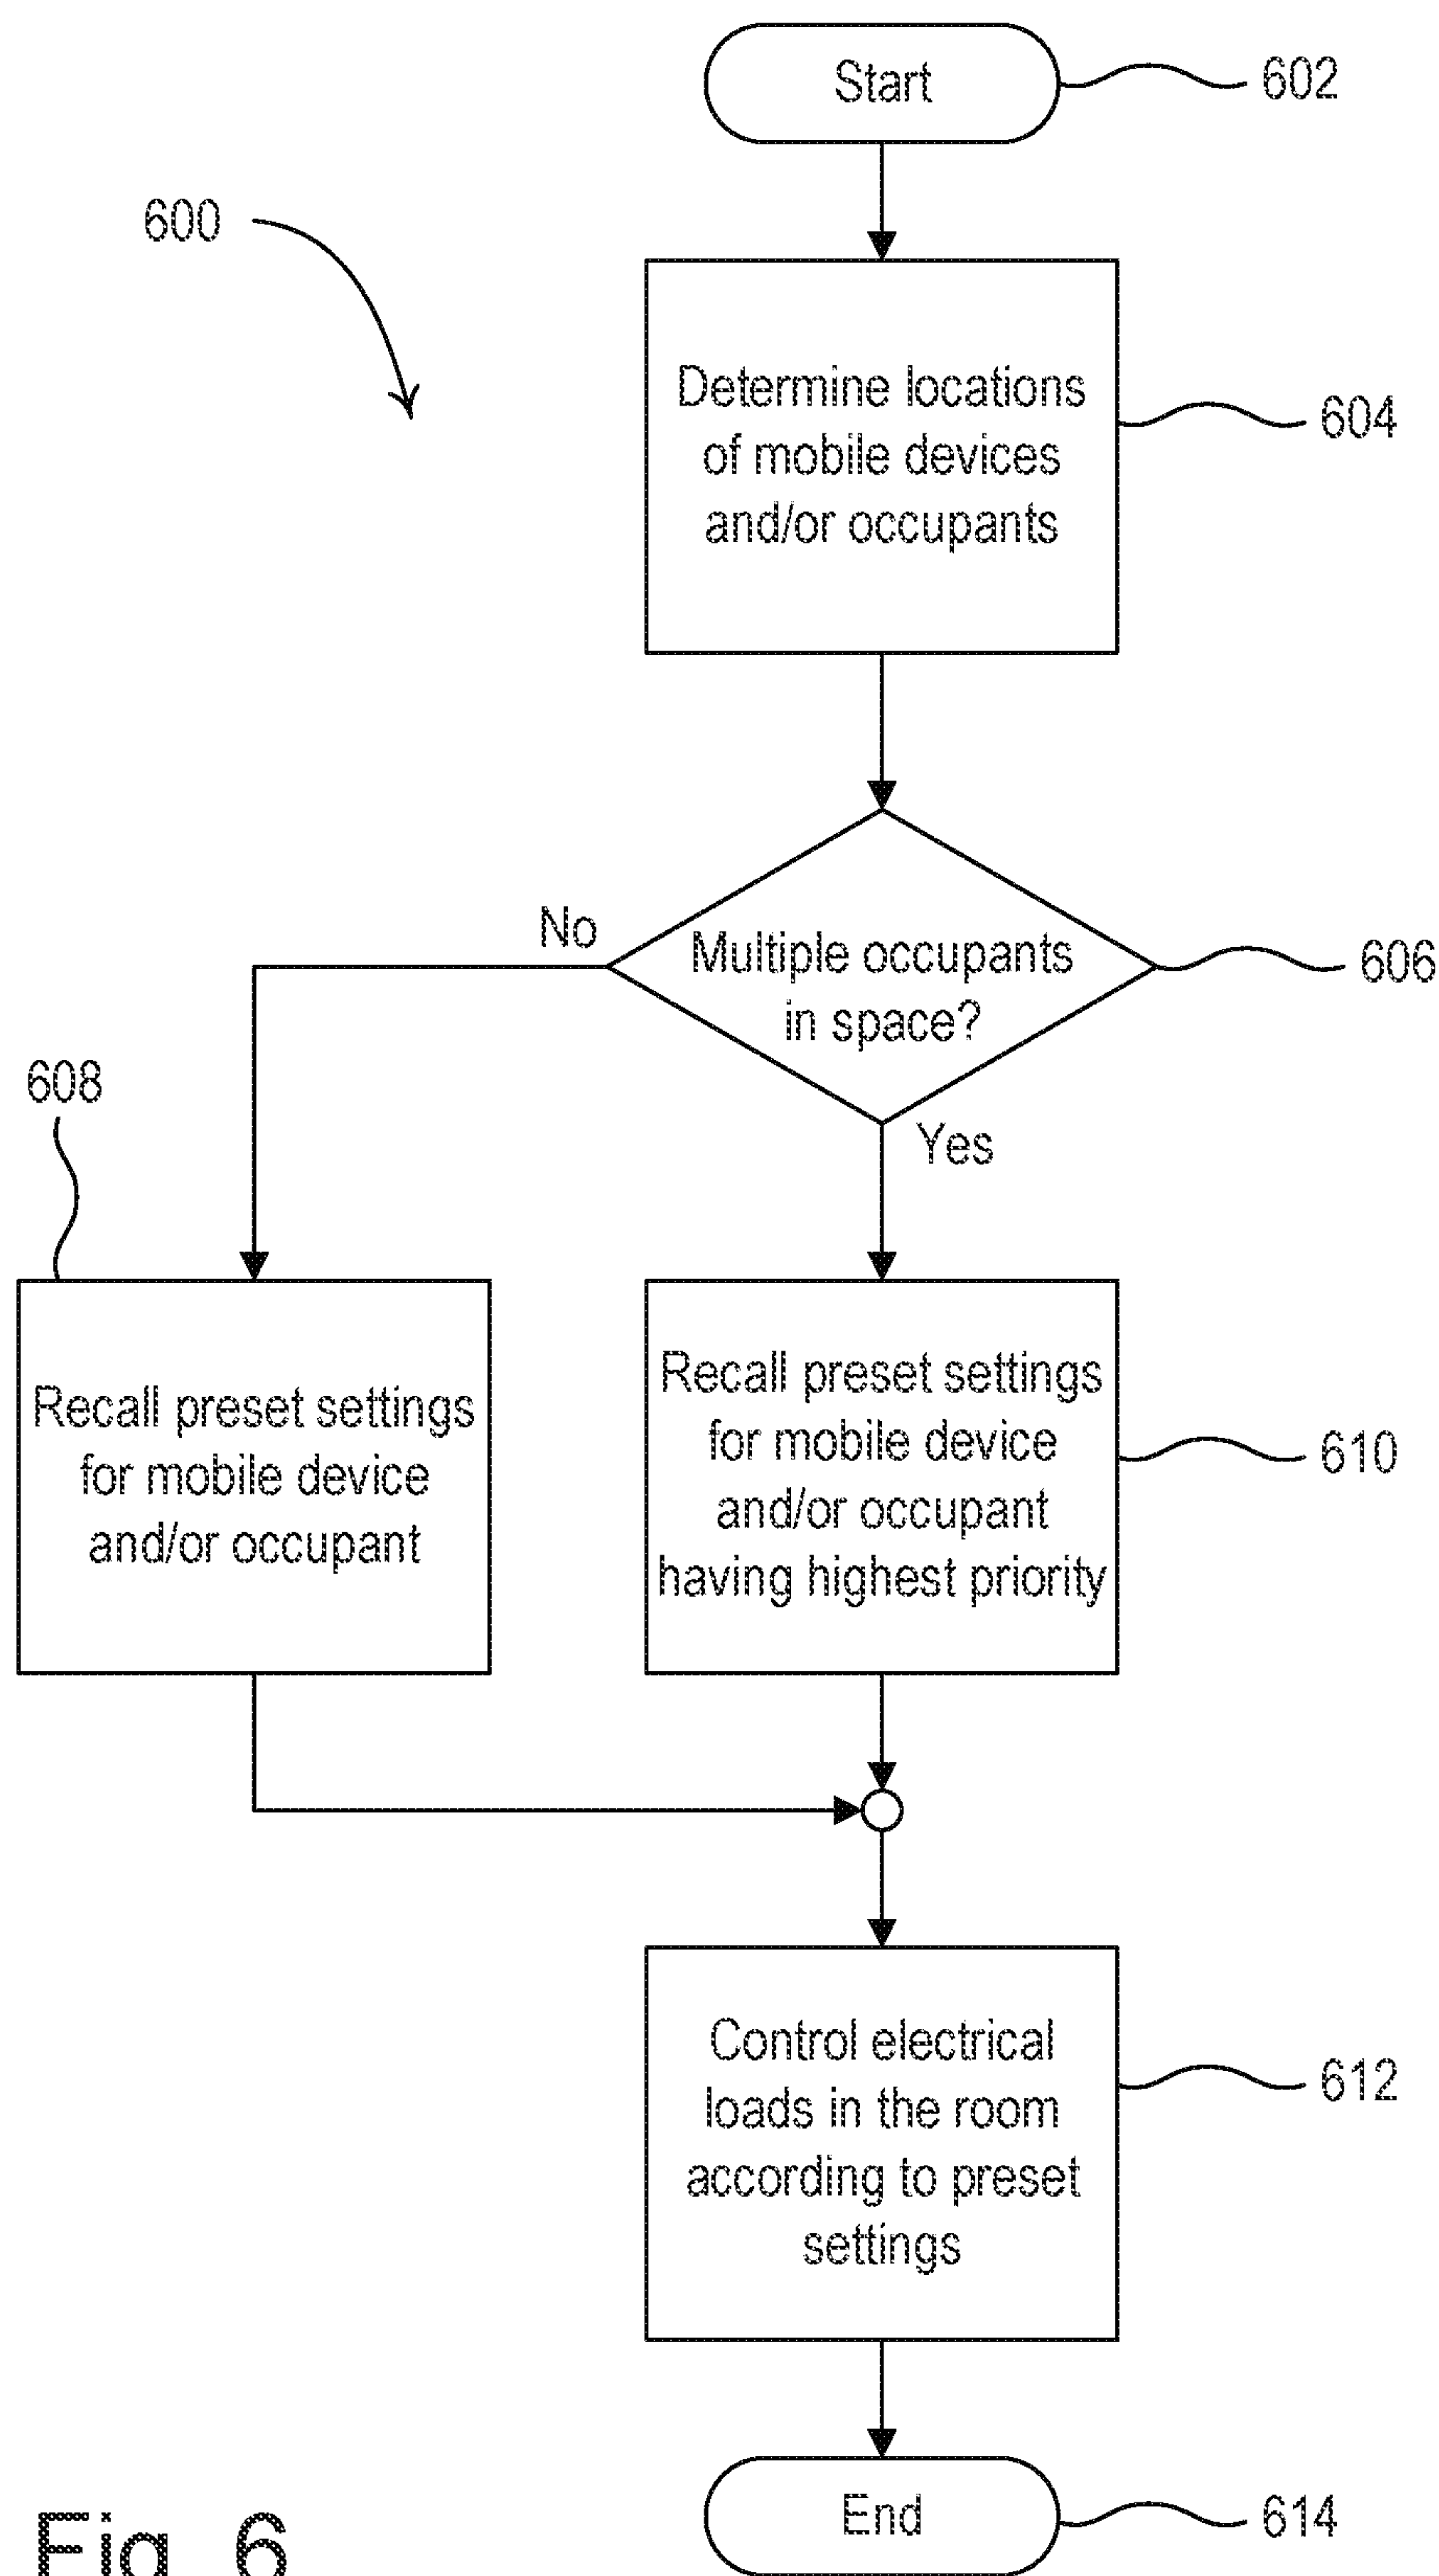 Start
602
600
Determine locations
of mobile devices
and/or occupants
604
No
Multiple occupants
in space?
606
Yes
608
Recall preset settings
for mobile device
and/or occupant
Recall preset settings
for mobile device
and/or occupant
having highest priority
610
Control electrical
loads in the room
according to preset
settings
612
End
614
Fig. 6